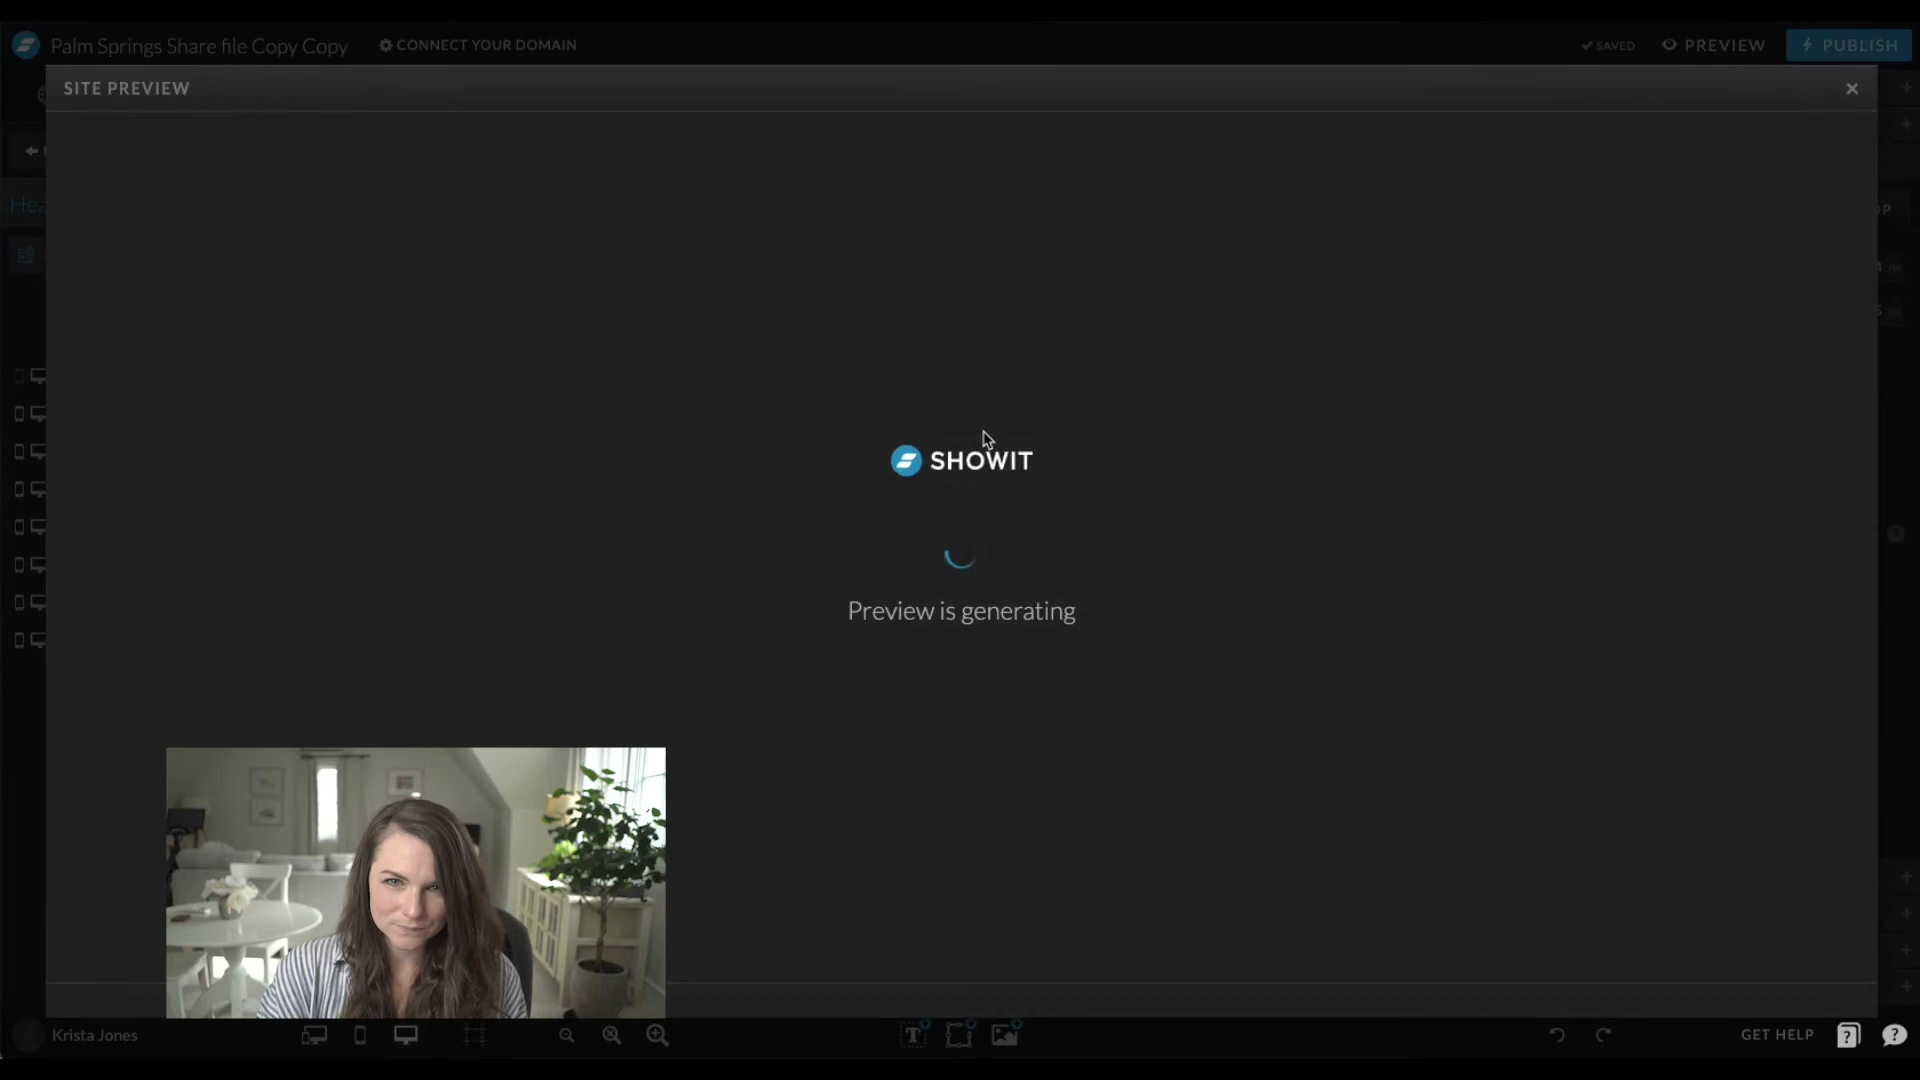 Palm Springs Share file Copy Copy
CONNECT YOUR DOMAIN
SAVED
PREVIEW
PUBLISH
SITE PREVIEW
Hea
SHOWIT
Preview is generating
Krista Jones
GET HELP